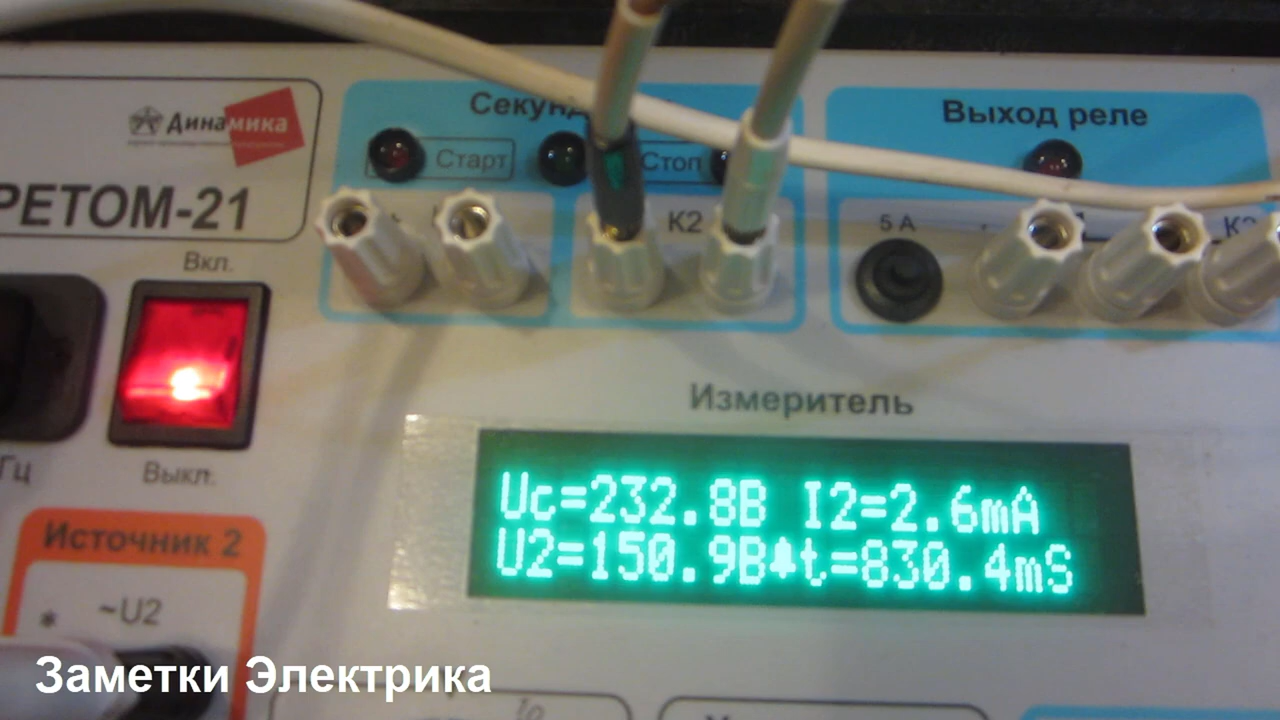 Динамика
РЕТОМ-21
Секунд
Старт
Стоп
К2
Выход реле
5 А
Вкл.
Выкл.
Гц
Измеритель
Uc=232.8В I2=2.6mA
U2=150.9В t=830.4mS
Источник 2
* ~U2
Заметки Электрика